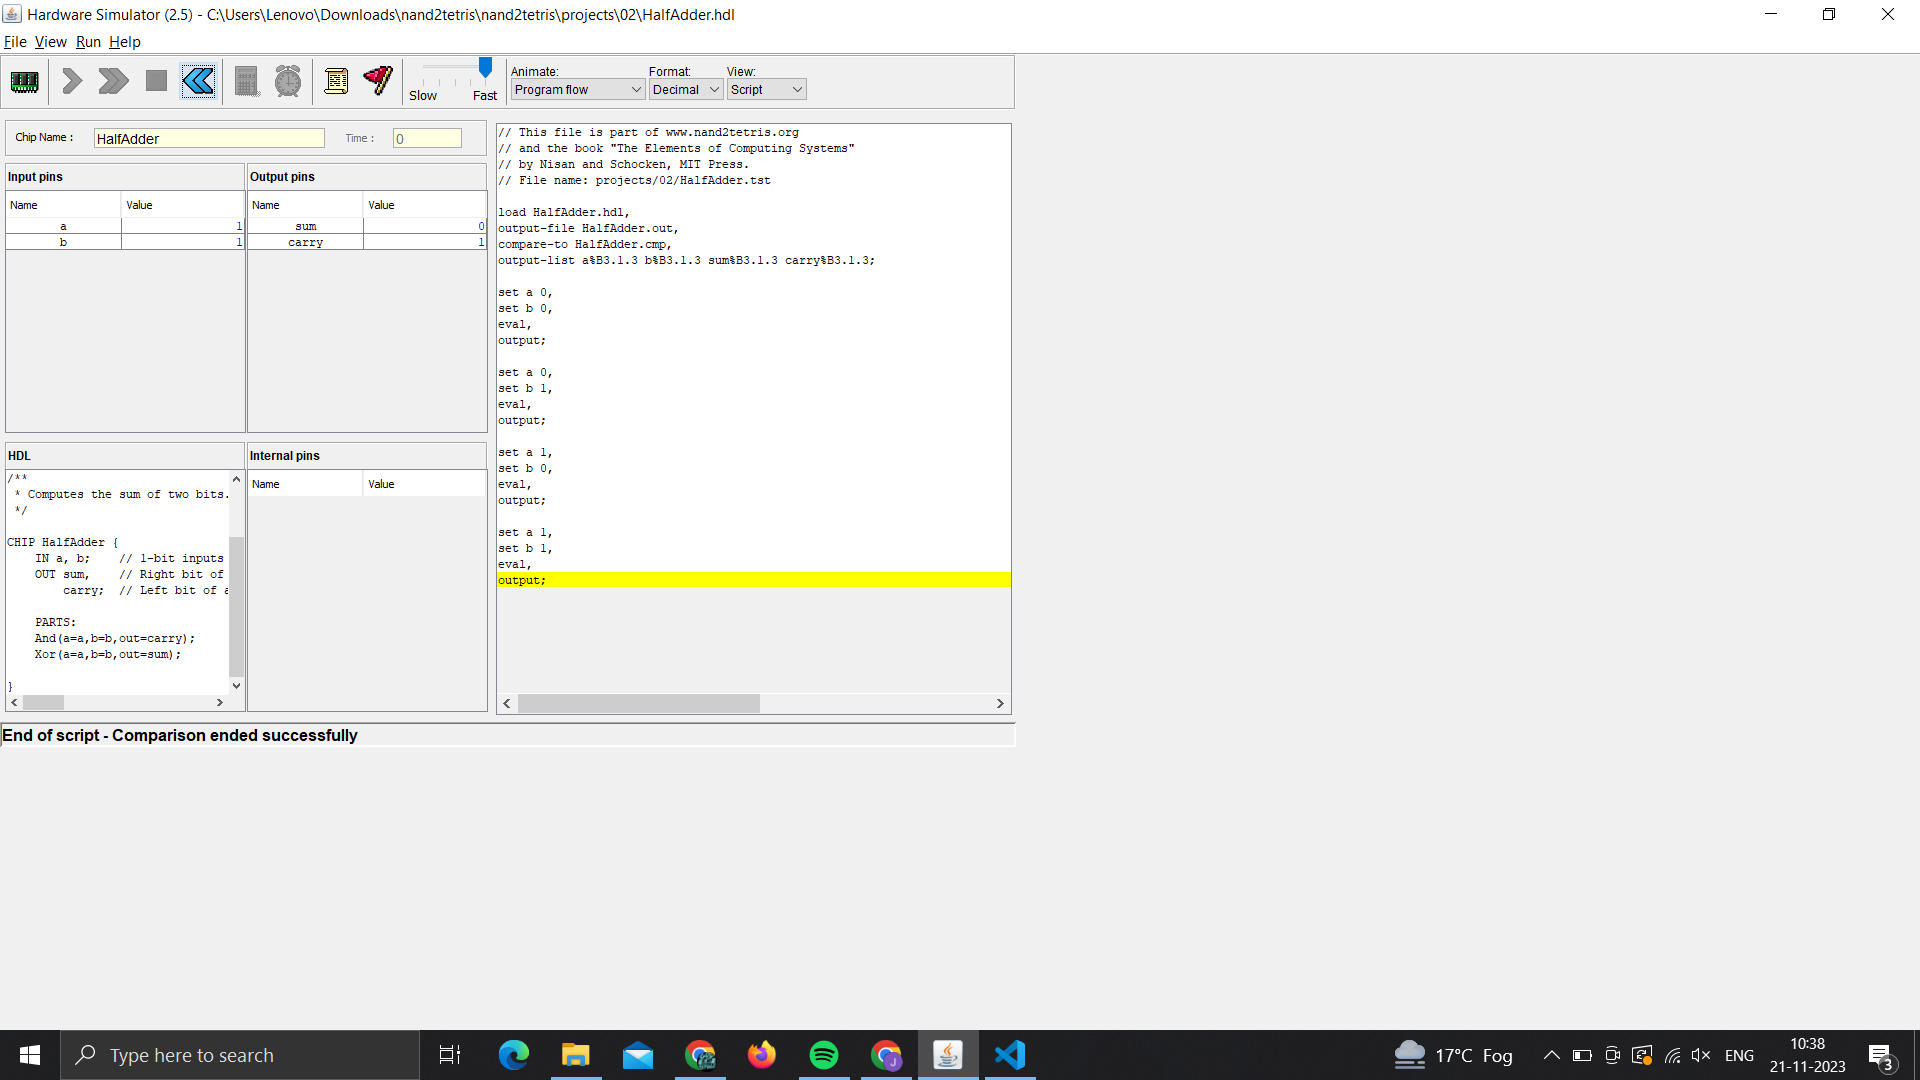 Hardware Simulator (2.5) - C:\Users\Lenovo\Downloads\nand2tetris\nand2tetris\projects\02\HalfAdder.hdl
File View Run Help
Slow Fast
Animate: Format: View:
Program flow Decimal Script
Chip Name : HalfAdder Time : 0
Input pins
Name Value
a 1
b 1
Output pins
Name Value
sum 0
carry 1
HDL
/**
* Computes the sum of two bits.
*/
CHIP HalfAdder {
IN a, b; // 1-bit inputs
OUT sum, // Right bit of
carry; // Left bit of a
PARTS:
And(a=a,b=b,out=carry);
Xor(a=a,b=b,out=sum);
}
Internal pins
Name Value
// This file is part of www.nand2tetris.org
// and the book "The Elements of Computing Systems"
// by Nisan and Schocken, MIT Press.
// File name: projects/02/HalfAdder.tst
load HalfAdder.hdl,
output-file HalfAdder.out,
compare-to HalfAdder.cmp,
output-list a%B3.1.3 b%B3.1.3 sum%B3.1.3 carry%B3.1.3;
set a 0,
set b 0,
eval,
output;
set a 0,
set b 1,
eval,
output;
set a 1,
set b 0,
eval,
output;
set a 1,
set b 1,
eval,
output;
End of script - Comparison ended successfully
Type here to search
J
17°C Fog
ENG
10:38
21-11-2023
3